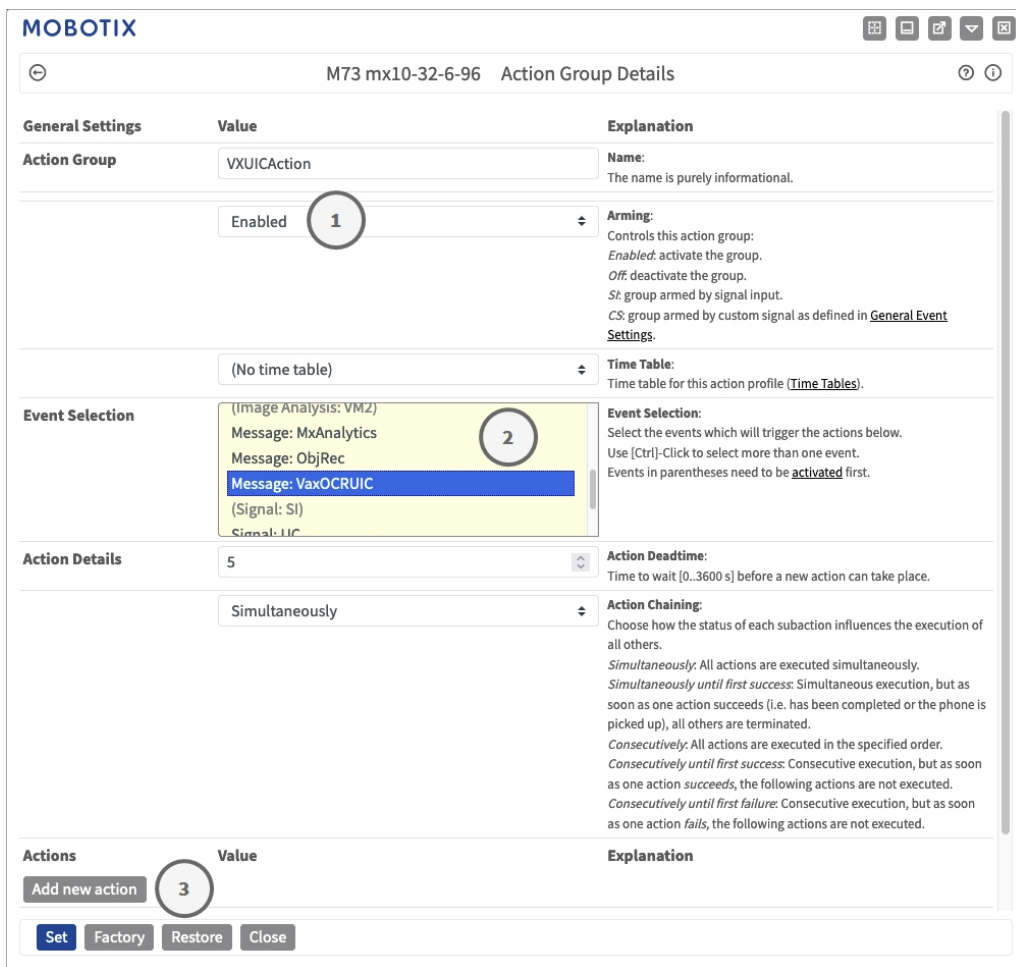 MOBOTIX
M73 mx10-32-6-96 Action Group Details
General Settings Value Explanation
Action Group VXUICAction Name:
The name is purely informational.
Enabled 1 Arming:
Controls this action group:
Enabled: activate the group.
Off: deactivate the group.
SI: group armed by signal input.
CS: group armed by custom signal as defined in General Event
Settings.
(No time table) Time Table:
Time table for this action profile (Time Tables).
Event Selection
(Image Analysis: VM2)
Message: MxAnalytics
Message: ObjRec
Message: VaxOCRUIC
(Signal: SI)
Signal: UC
2
Event Selection:
Select the events which will trigger the actions below.
Use [Ctrl]-Click to select more than one event.
Events in parentheses need to be activated first.
Action Details 5 Action Deadtime:
Time to wait [0..3600 s] before a new action can take place.
Simultaneously Action Chaining:
Choose how the status of each subaction influences the execution of
all others.
Simultaneously: All actions are executed simultaneously.
Simultaneously until first success: Simultaneous execution, but as
soon as one action succeeds (i.e. has been completed or the phone is
picked up), all others are terminated.
Consecutively: All actions are executed in the specified order.
Consecutively until first success: Consecutive execution, but as soon
as one action succeeds, the following actions are not executed.
Consecutively until first failure: Consecutive execution, but as soon
as one action fails, the following actions are not executed.
Actions Value Explanation
Add new action 3
Set Factory Restore Close